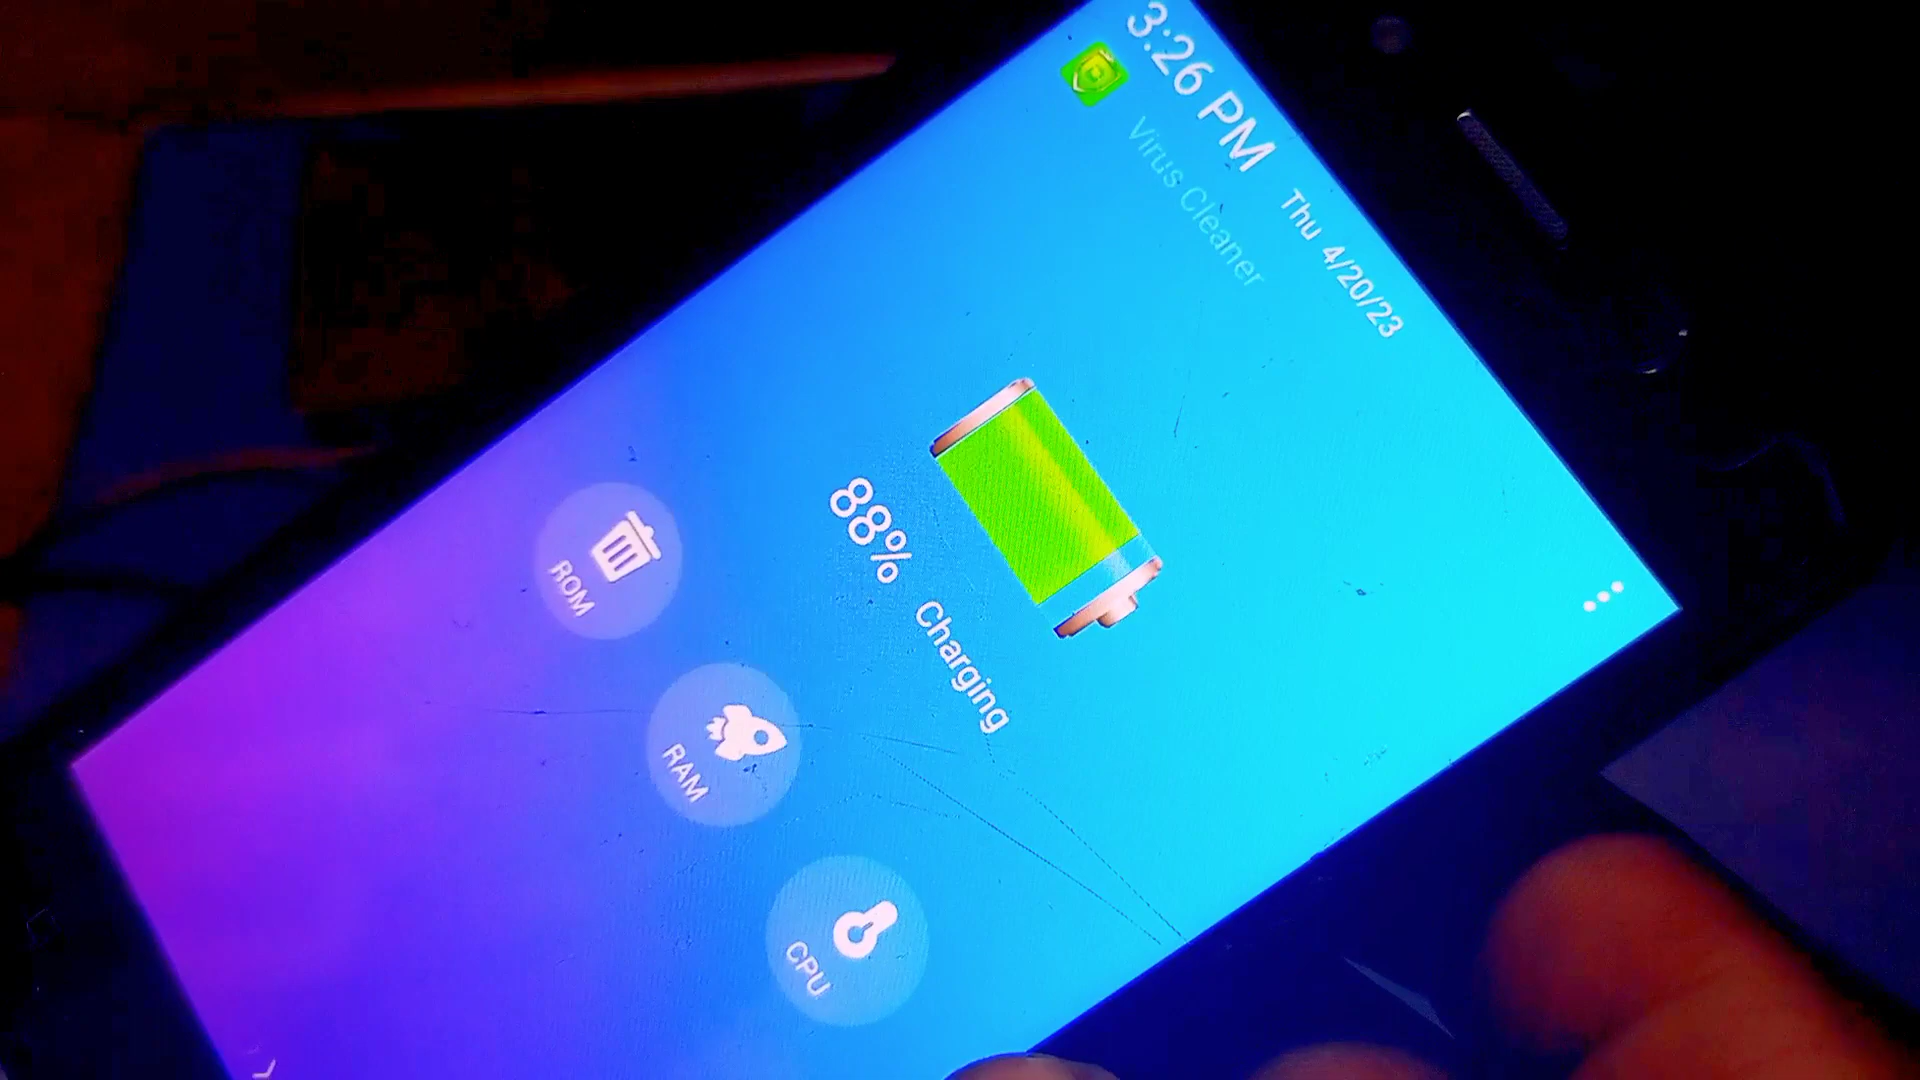 3:26 PM Thu 4/20/23
Virus Cleaner
88% Charging
ROM
RAM
CPU